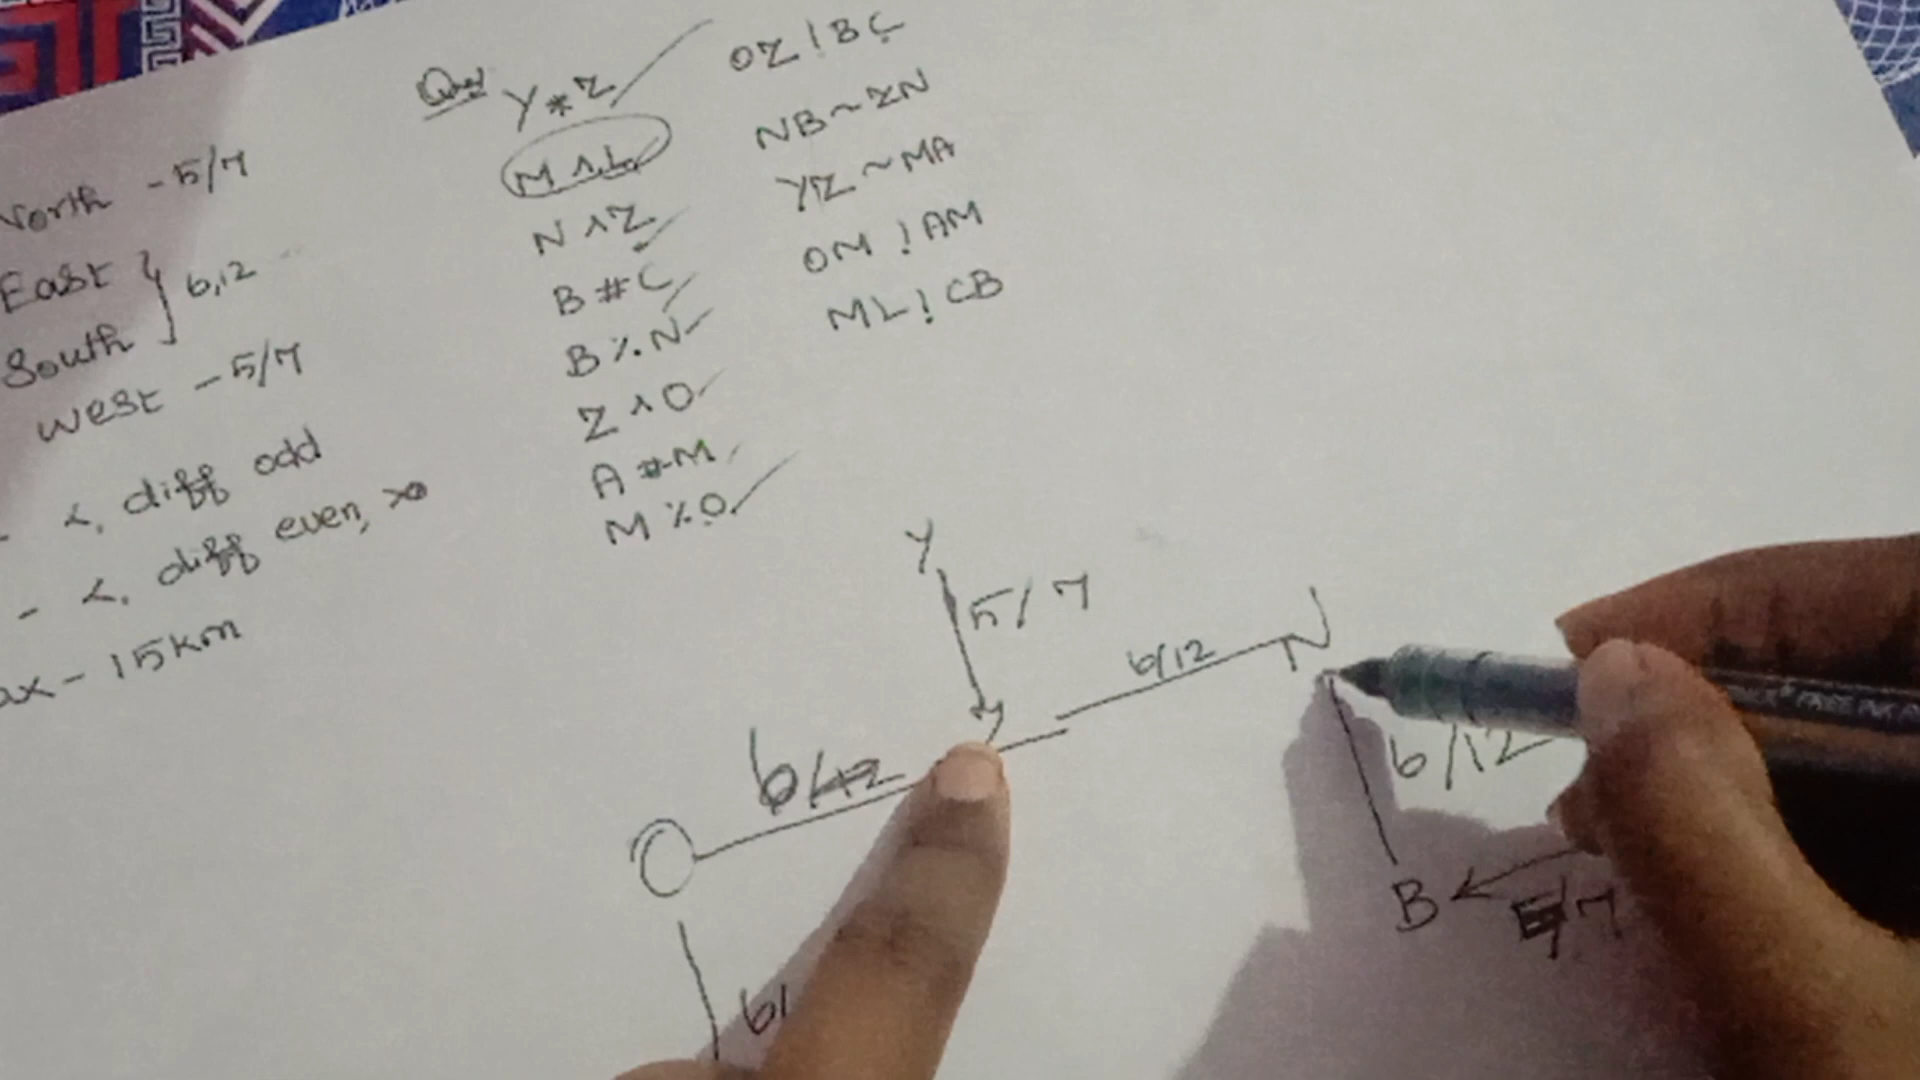 North - 5/7
East } 6,12
South
West - 5/7
- <, diff odd
- <, diff even, >
ax - 15km
Que Y * Z
M ^ L
N ^ Z
B # C
B % N
Z ^ O
A # M
M % O
OZ ! BC
NB ~ ZN
YZ ~ MA
OM ! AM
ML ! CB
Y
5/7
6/12
N
6/12
O
6/12
B
5/7
6/